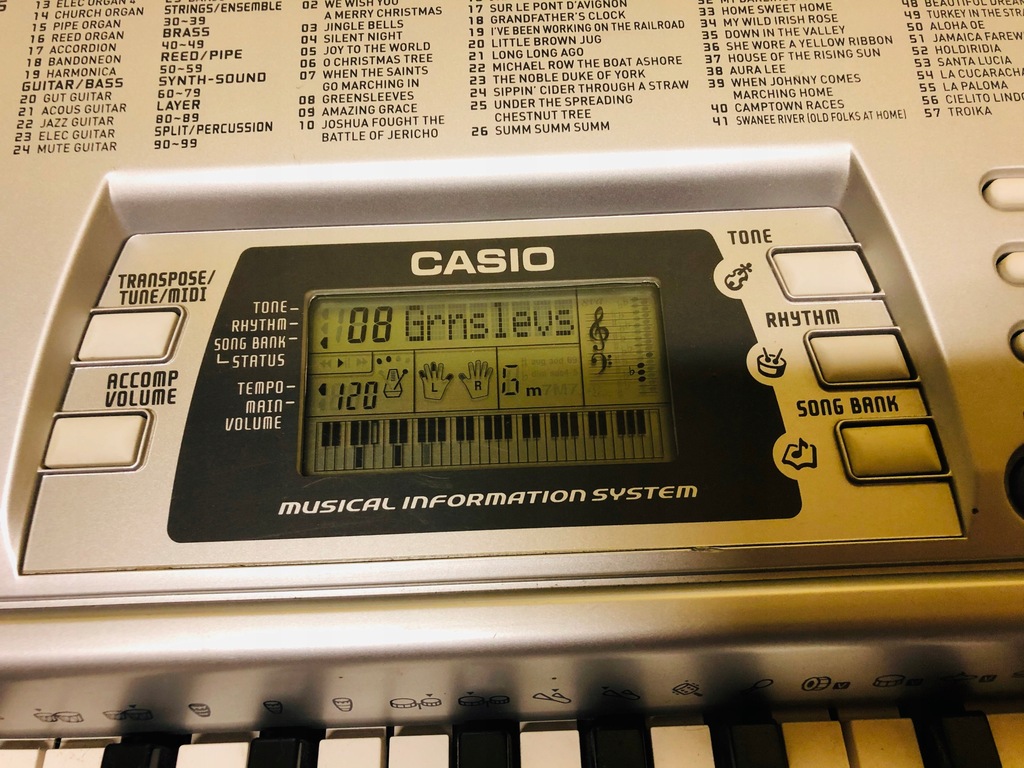 13 ELEC ORGAN 4
14 CHURCH ORGAN
15 PIPE ORGAN
16 REED ORGAN
17 ACCORDION
18 BANDONEON
19 HARMONICA
GUITAR/BASS
20 GUT GUITAR
21 ACOUS GUITAR
22 JAZZ GUITAR
23 ELEC GUITAR
24 MUTE GUITAR
STRINGS/ENSEMBLE
30~39
BRASS
40~49
REED/PIPE
50~59
SYNTH-SOUND
60~79
LAYER
80~89
SPLIT/PERCUSSION
90~99
02 WE WISH YOU
A MERRY CHRISTMAS
03 JINGLE BELLS
04 SILENT NIGHT
05 JOY TO THE WORLD
06 O CHRISTMAS TREE
07 WHEN THE SAINTS
GO MARCHING IN
08 GREENSLEEVES
09 AMAZING GRACE
10 JOSHUA FOUGHT THE
BATTLE OF JERICHO
17 SUR LE PONT D'AVIGNON
18 GRANDFATHER'S CLOCK
19 I'VE BEEN WORKING ON THE RAILROAD
20 LITTLE BROWN JUG
21 LONG LONG AGO
22 MICHAEL ROW THE BOAT ASHORE
23 THE NOBLE DUKE OF YORK
24 SIPPIN' CIDER THROUGH A STRAW
25 UNDER THE SPREADING
CHESTNUT TREE
26 SUMM SUMM SUMM
33 HOME SWEET HOME
34 MY WILD IRISH ROSE
35 DOWN IN THE VALLEY
36 SHE WORE A YELLOW RIBBON
37 HOUSE OF THE RISING SUN
38 AURA LEE
39 WHEN JOHNNY COMES
MARCHING HOME
40 CAMPTOWN RACES
41 SWANEE RIVER (OLD FOLKS AT HOME)
48 BEAUTIFUL DREAM
49 TURKEY IN THE STRA
50 ALOHA OE
51 JAMAICA FAREW
52 HOLDIRIDIA
53 SANTA LUCIA
54 LA CUCARACH
55 LA PALOMA
56 CIELITO LINDO
57 TROIKA
TRANSPOSE/
TUNE/MIDI
ACCOMP
VOLUME
CASIO
TONE
RHYTHM
SONG BANK
STATUS
TEMPO
MAIN
VOLUME
08 Grnslevs
L R
120
G m
MUSICAL INFORMATION SYSTEM
TONE
RHYTHM
SONG BANK